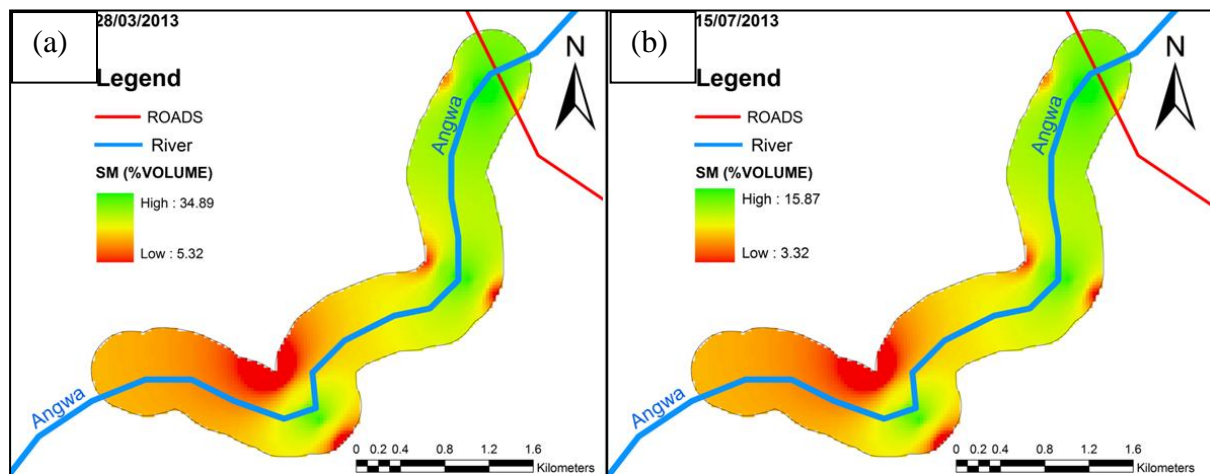 (a)
28/03/2013
Legend
ROADS
River
SM (%VOLUME)
High : 34.89
Low : 5.32
N
Angwa
Angwa
0 0.2 0.4 0.8 1.2 1.6
Kilometers
(b)
15/07/2013
Legend
ROADS
River
SM (%VOLUME)
High : 15.87
Low : 3.32
N
Angwa
Angwa
0 0.2 0.4 0.8 1.2 1.6
Kilometers